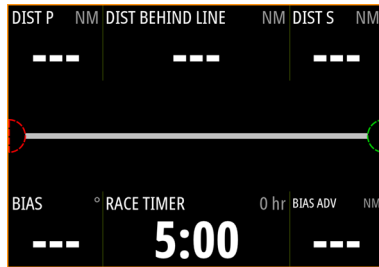 DIST P NM DIST BEHIND LINE NM DIST S NM
--- --- ---
BIAS ° RACE TIMER 0 hr BIAS ADV NM
--- 5:00 ---